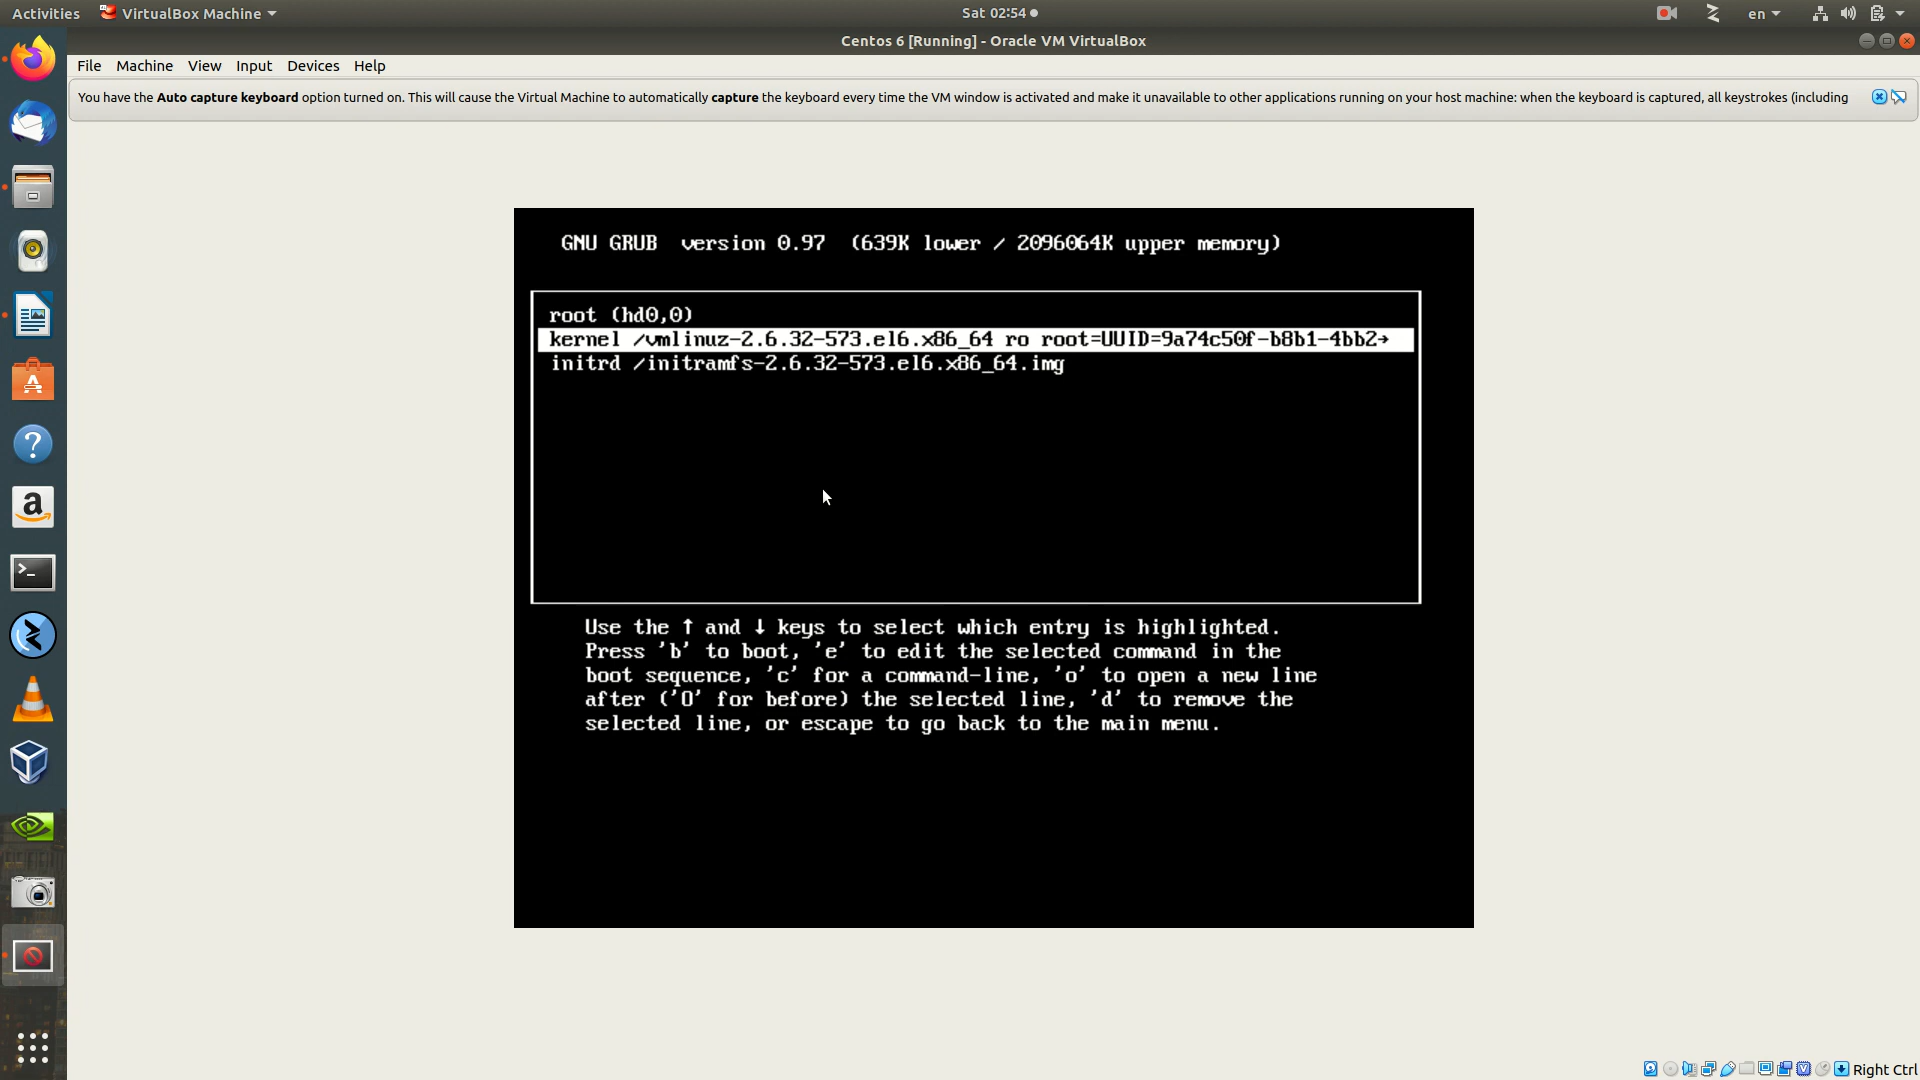 Activities VirtualBox Machine Sat 02:54 en
Centos 6 [Running] - Oracle VM VirtualBox
File Machine View Input Devices Help
You have the Auto capture keyboard option turned on. This will cause the Virtual Machine to automatically capture the keyboard every time the VM window is activated and make it unavailable to other applications running on your host machine: when the keyboard is captured, all keystrokes (including
GNU GRUB version 0.97 (639K lower / 2096064K upper memory)
root (hd0,0)
kernel /vmlinuz-2.6.32-573.el6.x86_64 ro root=UUID=9a74c50f-b8b1-4bb2→
initrd /initramfs-2.6.32-573.el6.x86_64.img
Use the ↑ and ↓ keys to select which entry is highlighted.
Press 'b' to boot, 'e' to edit the selected command in the
boot sequence, 'c' for a command-line, 'o' to open a new line
after ('O' for before) the selected line, 'd' to remove the
selected line, or escape to go back to the main menu.
Right Ctrl